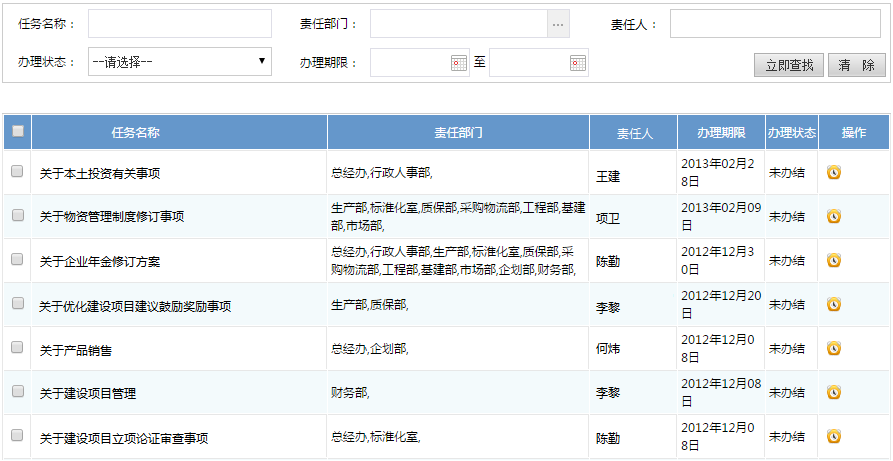 任务名称： 责任部门： ... 责任人：
办理状态： --请选择-- 办理期限： 至 立即查找 清 除
任务名称 责任部门 责任人 办理期限 办理状态 操作
关于本土投资有关事项 总经办,行政人事部, 王建 2013年02月2
8日 未办结
关于物资管理制度修订事项 生产部,标准化室,质保部,采购物流部,工程部,基建
部,市场部, 项卫 2013年02月09
日 未办结
关于企业年金修订方案 总经办,行政人事部,生产部,标准化室,质保部,采
购物流部,工程部,基建部,市场部,企划部,财务部, 陈勤 2012年12月3
0日 未办结
关于优化建设项目建议鼓励奖励事项 生产部,质保部, 李黎 2012年12月20
日 未办结
关于产品销售 总经办,企划部, 何炜 2012年12月0
8日 未办结
关于建设项目管理 财务部, 李黎 2012年12月08
日 未办结
关于建设项目立项论证审查事项 总经办,标准化室, 陈勤 2012年12月0
8日 未办结